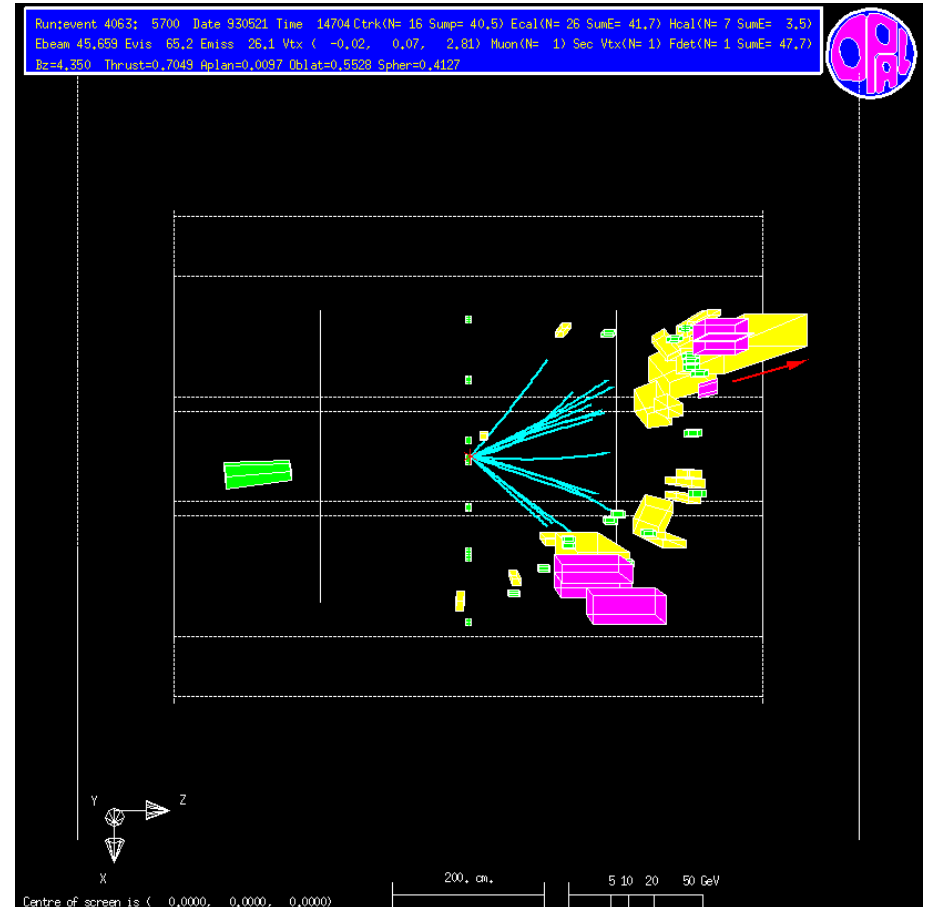 Run:event 4063: 5700 Date 930521 Time 14704 Ctrk(N= 16 Sump= 40.5) Ecal(N= 26 SumE= 41.7) Hcal(N= 7 SumE= 3.5)
Ebeam 45.659 Evis 65.2 Emiss 26.1 Vtx ( -0.02, 0.07, 2.81) Muon(N= 1) Sec Vtx(N= 1) Fdet(N= 1 SumE= 47.7)
Bz=4.350 Thrust=0.7049 Aplan=0.0097 Oblat=0.5528 Spher=0.4127
OPAL
Y Z
X
200. cm.
5 10 20 50 GeV
Centre of screen is ( 0.0000, 0.0000, 0.0000)